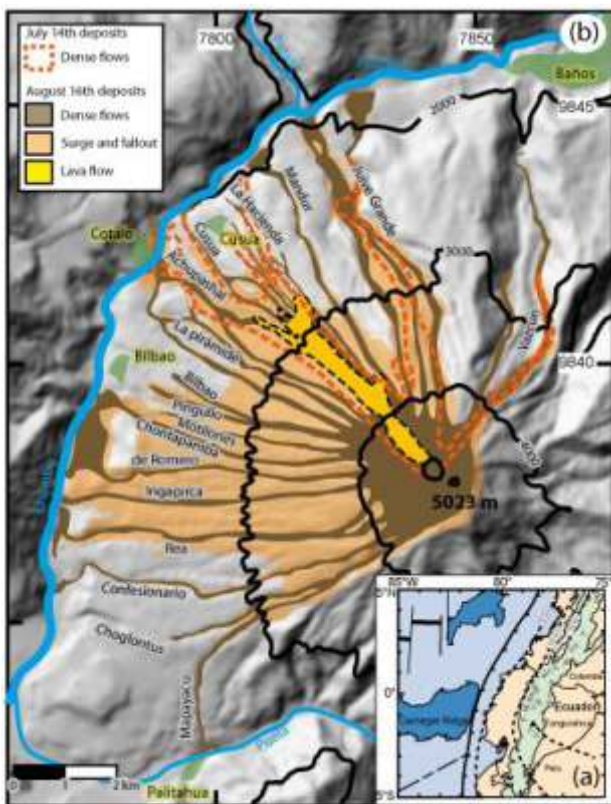 (b)
July 14th deposits
Dense flows
August 16th deposits
Dense flows
Surge and fallout
Lava flow
7800
7850
Baños
9845
2000
Juive Grande
Mandur
La Hacienda
Cusua
Cusua
Cotalo
Achupashal
3000
Vazcún
La pirámide
9840
Bilbao
Bilbao
Pingullo
Motilones
Chontapamba
4000
de Romero
5023 m
Ingapirca
Rea
Confesionario
Choglontus
Mapayacu
Palitahua
0 1 2 km
85°W
80°
75
0°
5°S
Carnegie Ridge
Colombia
Ecuador
Tungurahua
Peru
(a)